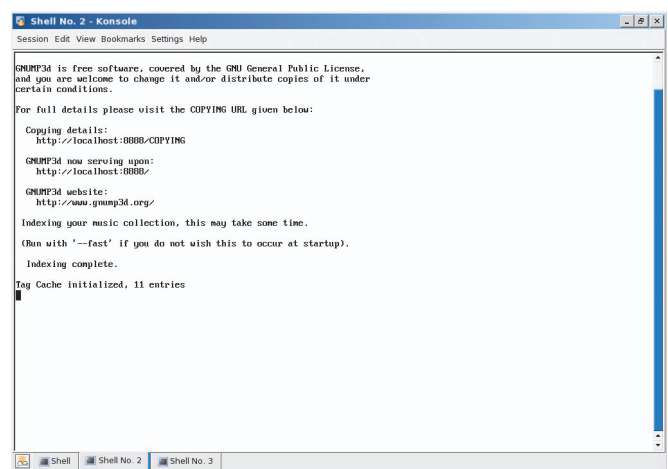 Shell No. 2 - Konsole
Session Edit View Bookmarks Settings Help
GNUMP3d is free software, covered by the GNU General Public License,
and you are welcome to change it and/or distribute copies of it under
certain conditions.
For full details please visit the COPYING URL given below:
Copying details:
http://localhost:8888/COPYING
GNUMP3d now serving upon:
http://localhost:8888/
GNUMP3d website:
http://www.gnump3d.org/
Indexing your music collection, this may take some time.
(Run with '--fast' if you do not wish this to occur at startup).
Indexing complete.
Tag Cache initialized, 11 entries
Shell Shell No. 2 Shell No. 3